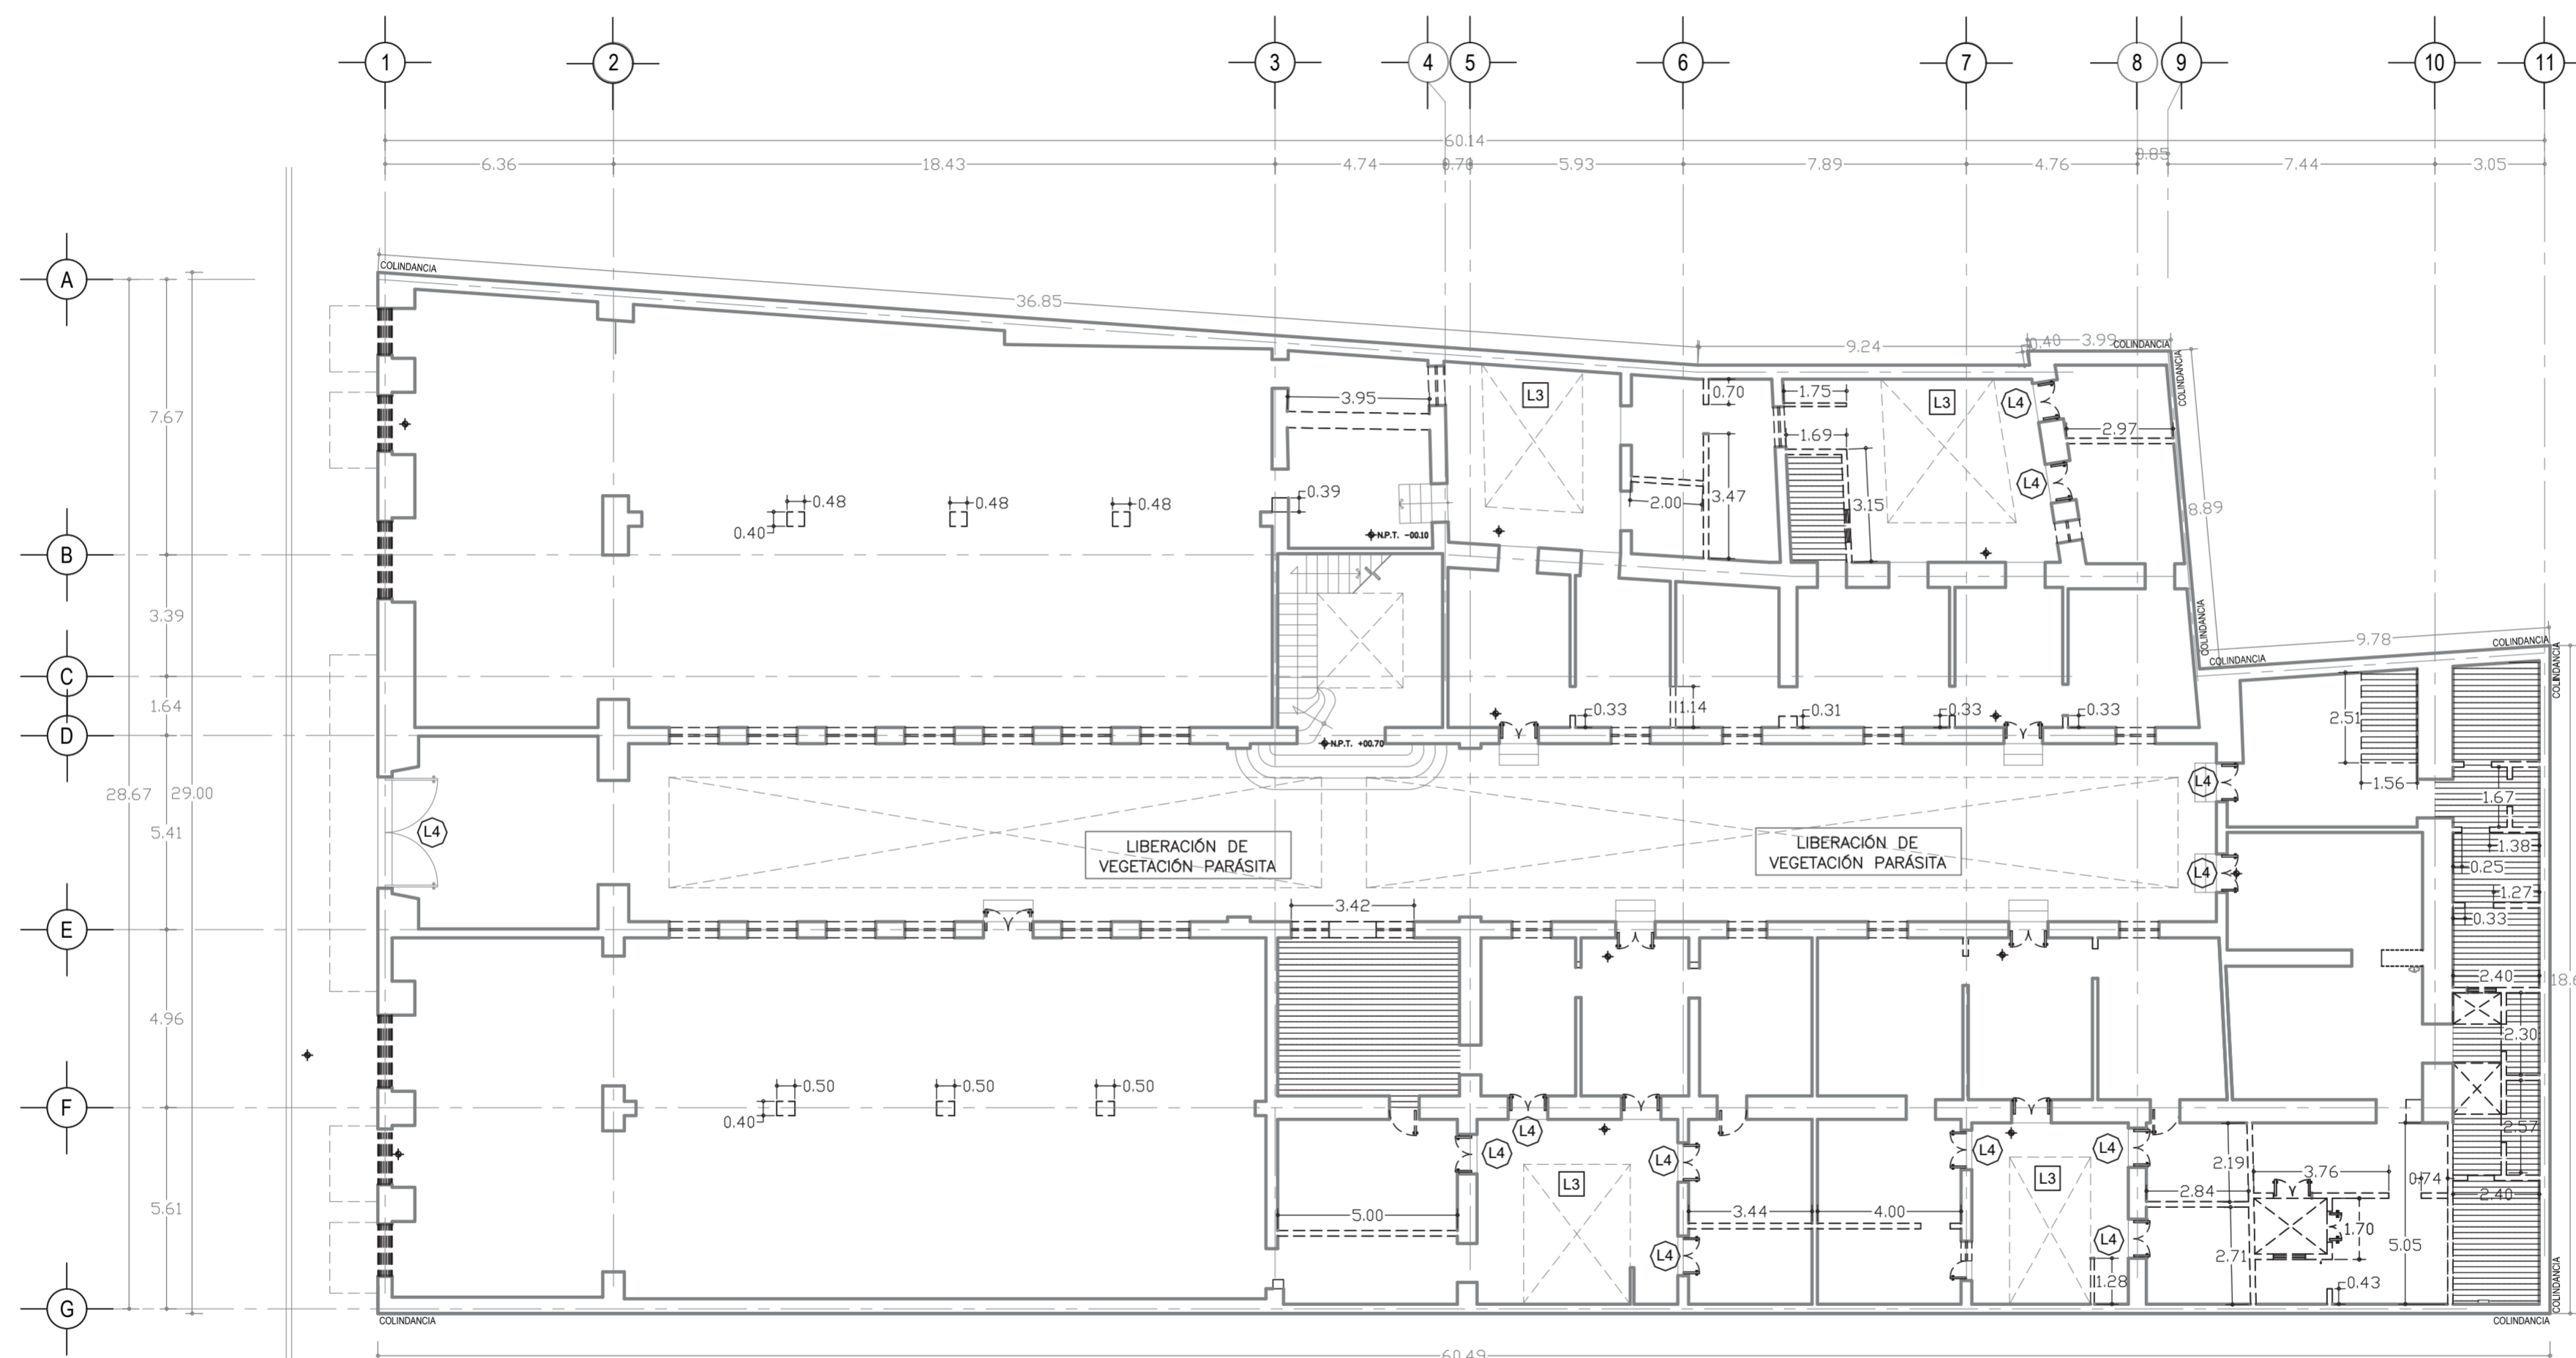 1 2 3 4 5 6 7 8 9 10 11
60.14
6.36 18.43 4.74 0.70 5.93 7.89 4.76 0.85 7.44 3.05
A
COLINDANCIA
36.85
9.24
0.40 3.99 COLINDANCIA
COLINDANCIA
L3
0.70
1.75
L3
L4
3.95
7.67
1.69
2.97
L4
0.48 0.48 0.48
0.40
0.39
2.00
3.47
3.15
8.89
N.P.T. -00.10
B
3.39
COLINDANCIA
9.78
COLINDANCIA
COLINDANCIA
COLINDANCIA
C
1.64
0.33
1.14
0.31
0.33
0.33
2.51
D
N.P.T. +00.70
28.67 29.00
L4
1.56
1.67
5.41
L4
LIBERACIÓN DE
VEGETACIÓN PARÁSITA
LIBERACIÓN DE
VEGETACIÓN PARÁSITA
1.38
0.25
L4
1.27
3.42
0.33
E
2.40
4.96
2.30
0.50 0.50 0.50
0.40
F
L4
L4
L4
L4
L4
2.57
2.19
3.76
0.74
L3
L3
2.84
2.40
5.61
5.00
3.44
4.00
1.70
L4
L4
2.71
5.05
1.28
0.43
COLINDANCIA
G
COLINDANCIA
COLINDANCIA
60.49